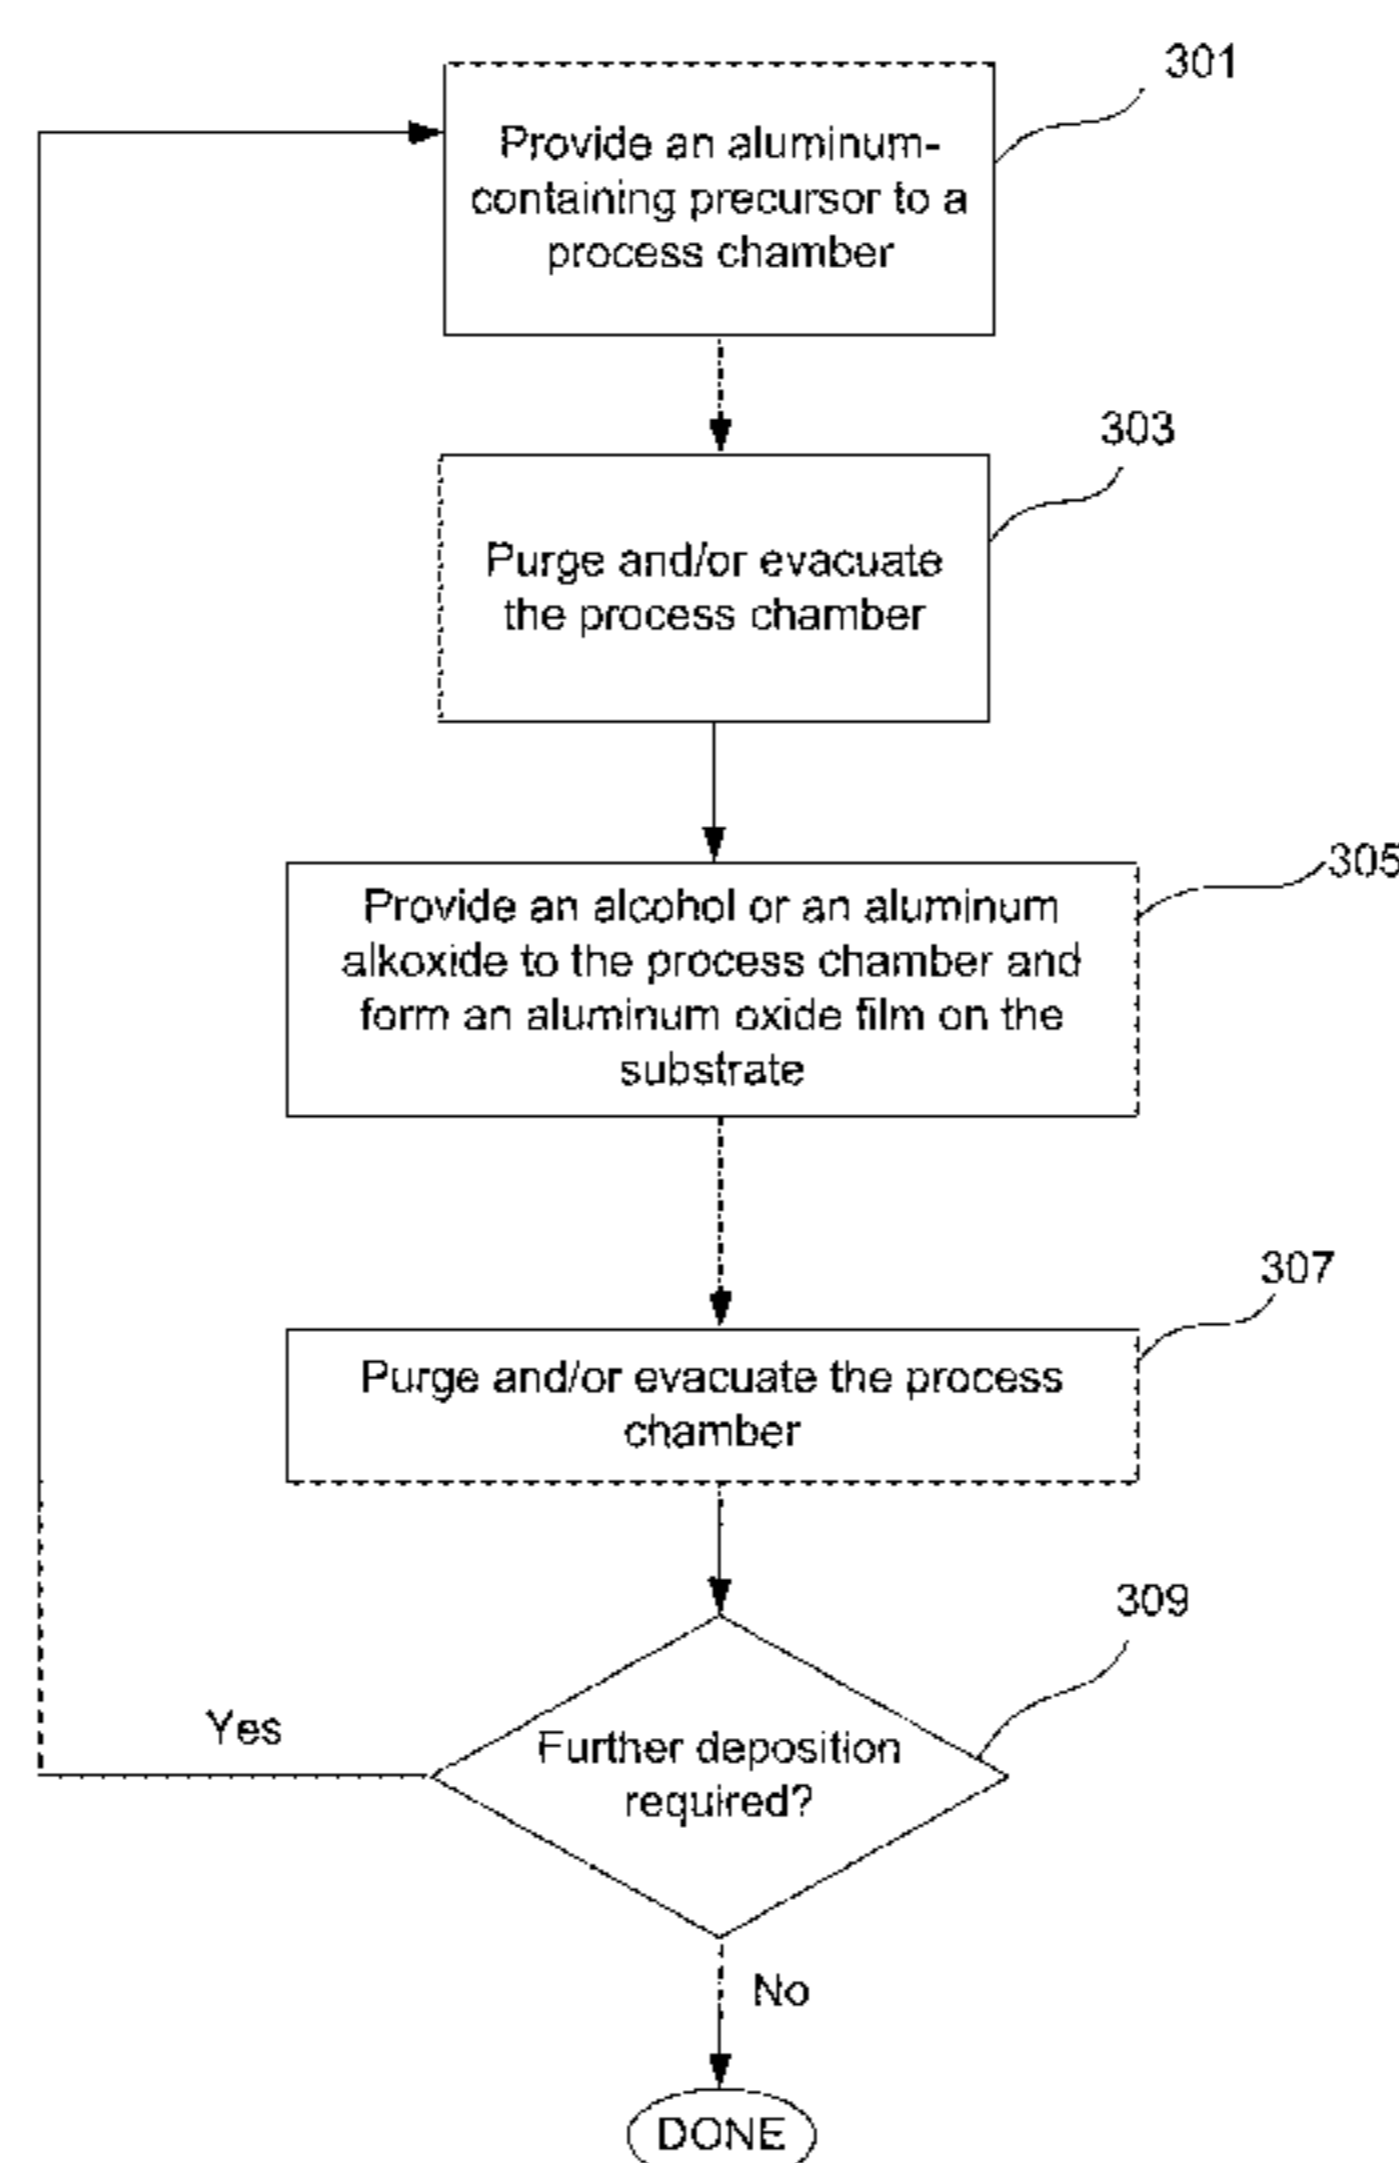 301
Provide an aluminum-
containing precursor to a
process chamber
303
Purge and/or evacuate
the process chamber
305
Provide an alcohol or an aluminum
alkoxide to the process chamber and
form an aluminum oxide film on the
substrate
307
Purge and/or evacuate the process
chamber
309
Further deposition
required?
Yes
No
DONE